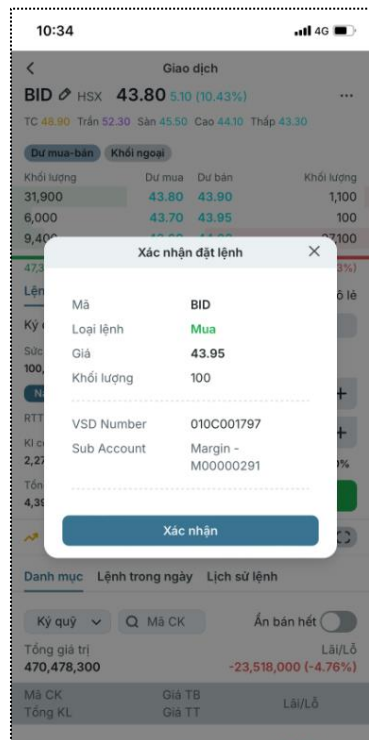 10:34
4G
Giao dịch
BID HSX 43.80 5.10 (10.43%)
TC 48.90 Trần 52.30 Sàn 45.50 Cao 44.10 Thấp 43.30
Dư mua-bán Khối ngoại
Khối lượng Dư mua Dư bán Khối lượng
31,900 43.80 43.90 1,100
6,000 43.70 43.95 100
Xác nhận đặt lệnh
Mã BID
Loại lệnh Mua
Giá 43.95
Khối lượng 100
VSD Number 010C001797
Sub Account Margin -
M00000291
Xác nhận
Danh mục Lệnh trong ngày Lịch sử lệnh
Ký quỹ Mã CK Ẩn bán hết
Tổng giá trị Lãi/Lỗ
470,478,300 -23,518,000 (-4.76%)
Mã CK Giá TB Lãi/Lỗ
Tổng KL Giá TT